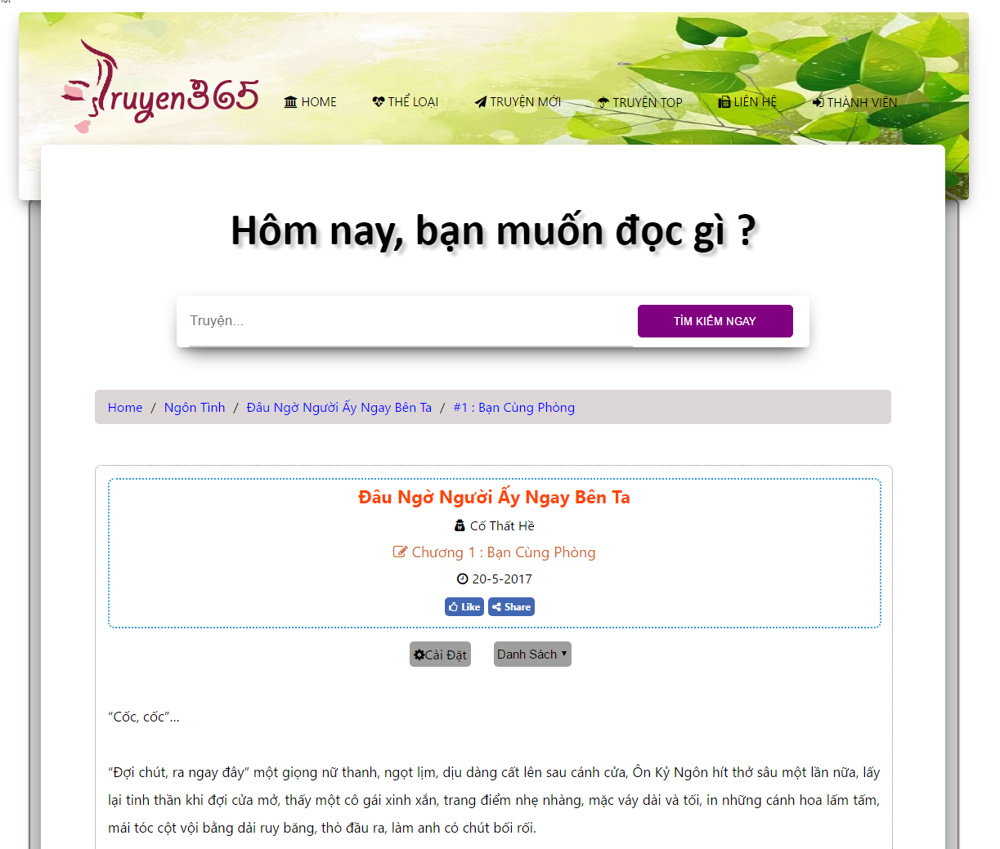 Truyen365
HOME THỂ LOẠI TRUYỆN MỚI TRUYỆN TOP LIÊN HỆ THÀNH VIÊN
Hôm nay, bạn muốn đọc gì ?
Truyện... TÌM KIẾM NGAY
Home / Ngôn Tình / Đâu Ngờ Người Ấy Ngay Bên Ta / #1 : Bạn Cùng Phòng
Đâu Ngờ Người Ấy Ngay Bên Ta
Cố Thất Hề
Chương 1 : Bạn Cùng Phòng
20-5-2017
Like Share
Cài Đặt Danh Sách
“Cốc, cốc”...
“Đợi chút, ra ngay đây” một giọng nữ thanh, ngọt lịm, dịu dàng cất lên sau cánh cửa, Ôn Kỷ Ngôn hít thở sâu một lần nữa, lấy
lại tinh thần khi đợi cửa mở, thấy một cô gái xinh xắn, trang điểm nhẹ nhàng, mặc váy dài và tối, in những cánh hoa lấm tấm,
mái tóc cột vội bằng dải ruy băng, thò đầu ra, làm anh có chút bối rối.